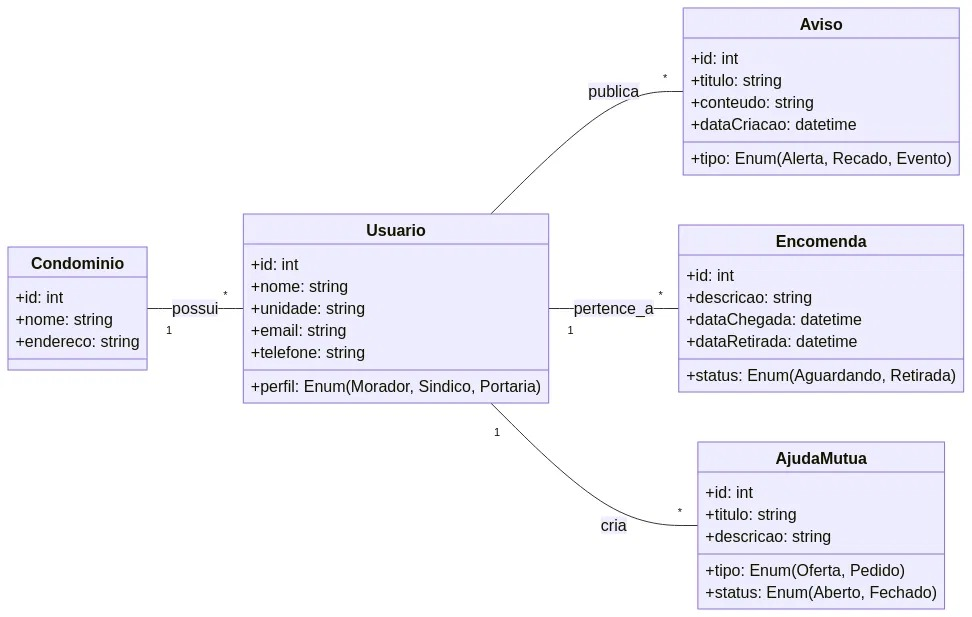 Condominio
+id: int
+nome: string
+endereco: string
possui
*
1
Usuario
+id: int
+nome: string
+unidade: string
+email: string
+telefone: string
+perfil: Enum(Morador, Sindico, Portaria)
publica
*
Aviso
+id: int
+titulo: string
+conteudo: string
+dataCriacao: datetime
+tipo: Enum(Alerta, Recado, Evento)
pertence_a
*
1
Encomenda
+id: int
+descricao: string
+dataChegada: datetime
+dataRetirada: datetime
+status: Enum(Aguardando, Retirada)
1
cria
*
AjudaMutua
+id: int
+titulo: string
+descricao: string
+tipo: Enum(Oferta, Pedido)
+status: Enum(Aberto, Fechado)